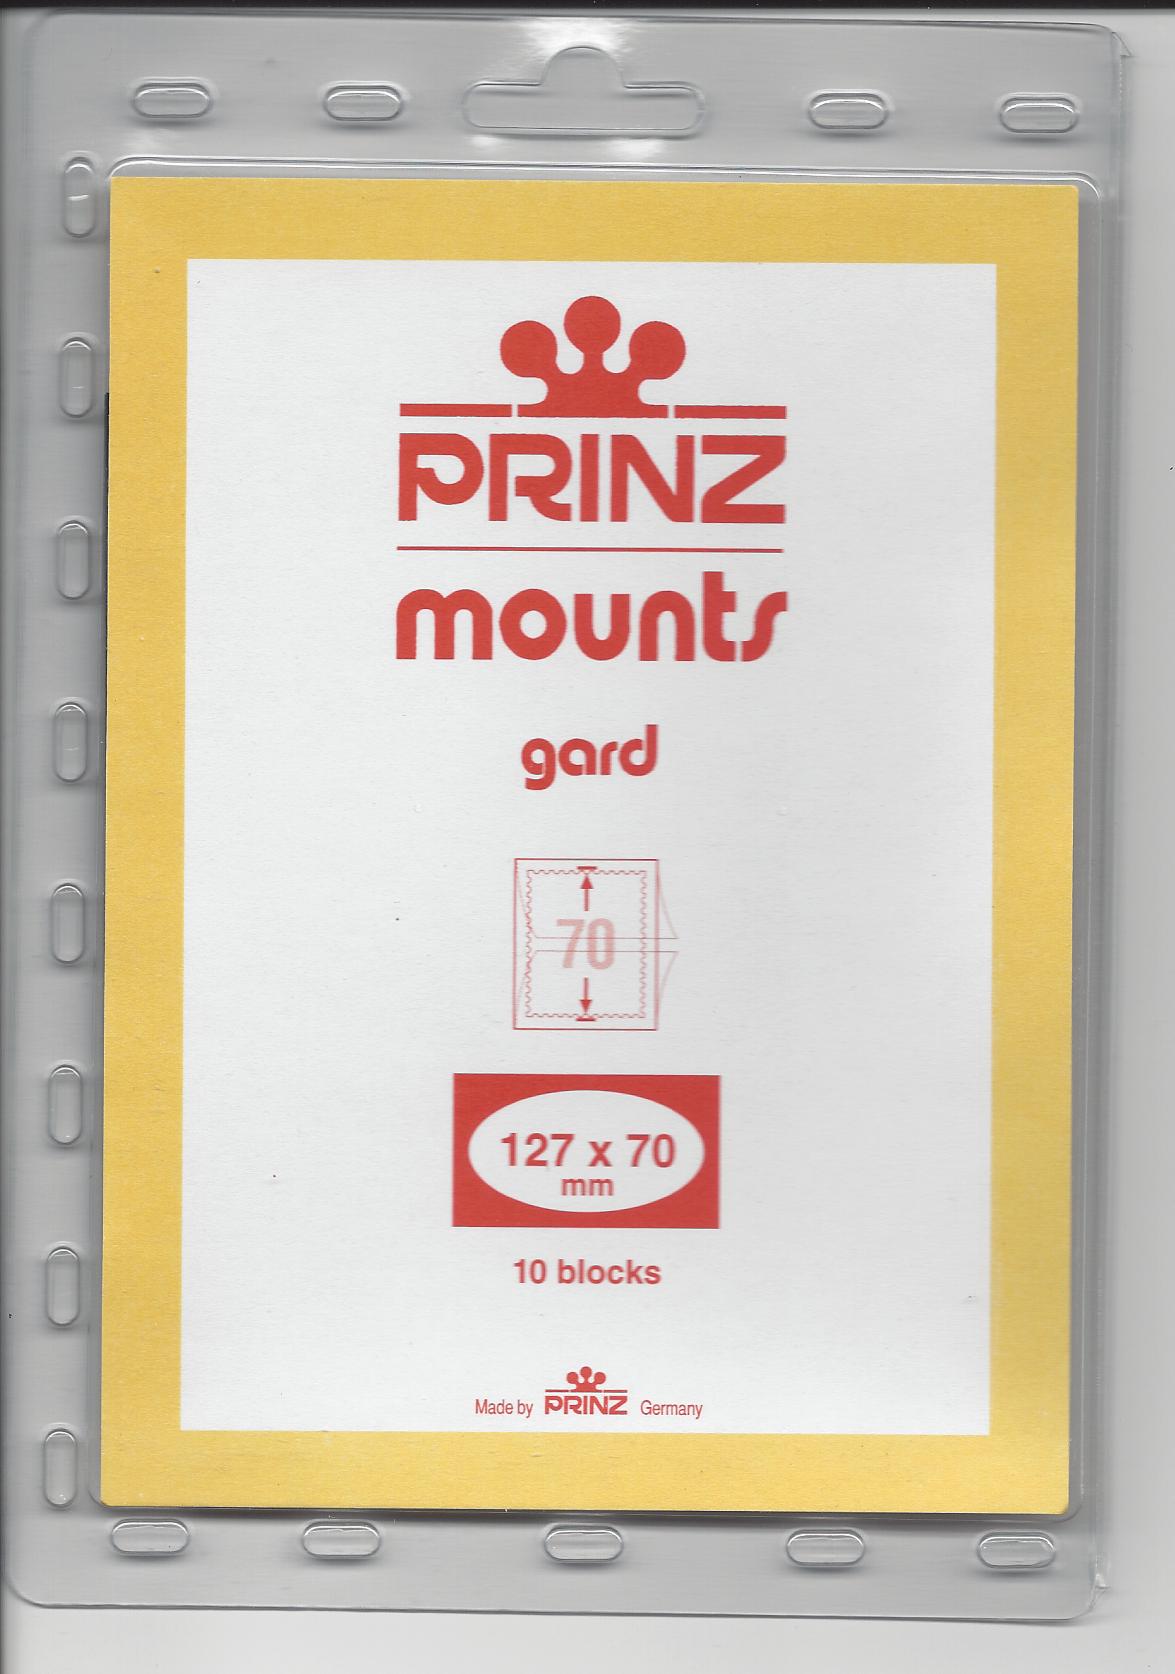 PRINZ
mounts
gard
70
127 x 70
mm
10 blocks
Made by PRINZ Germany